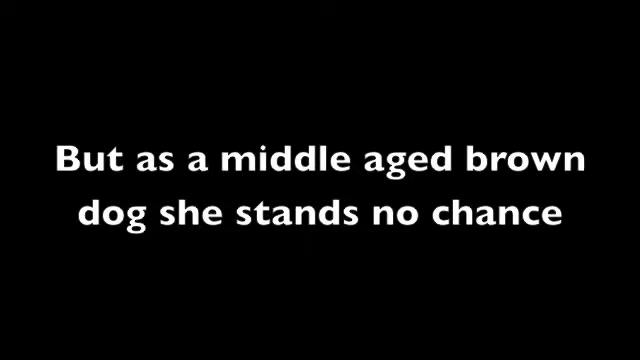 But as a middle aged brown
dog she stands no chance